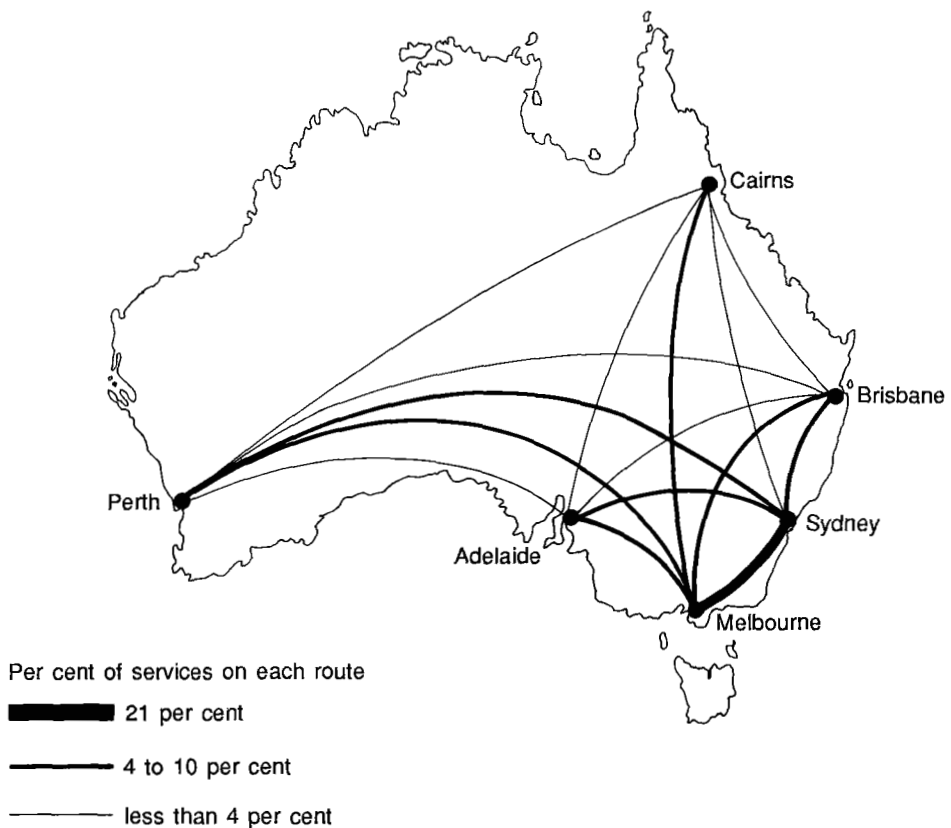 Cairns
Brisbane
Perth
Sydney
Adelaide
Melbourne
Per cent of services on each route
21 per cent
4 to 10 per cent
less than 4 per cent